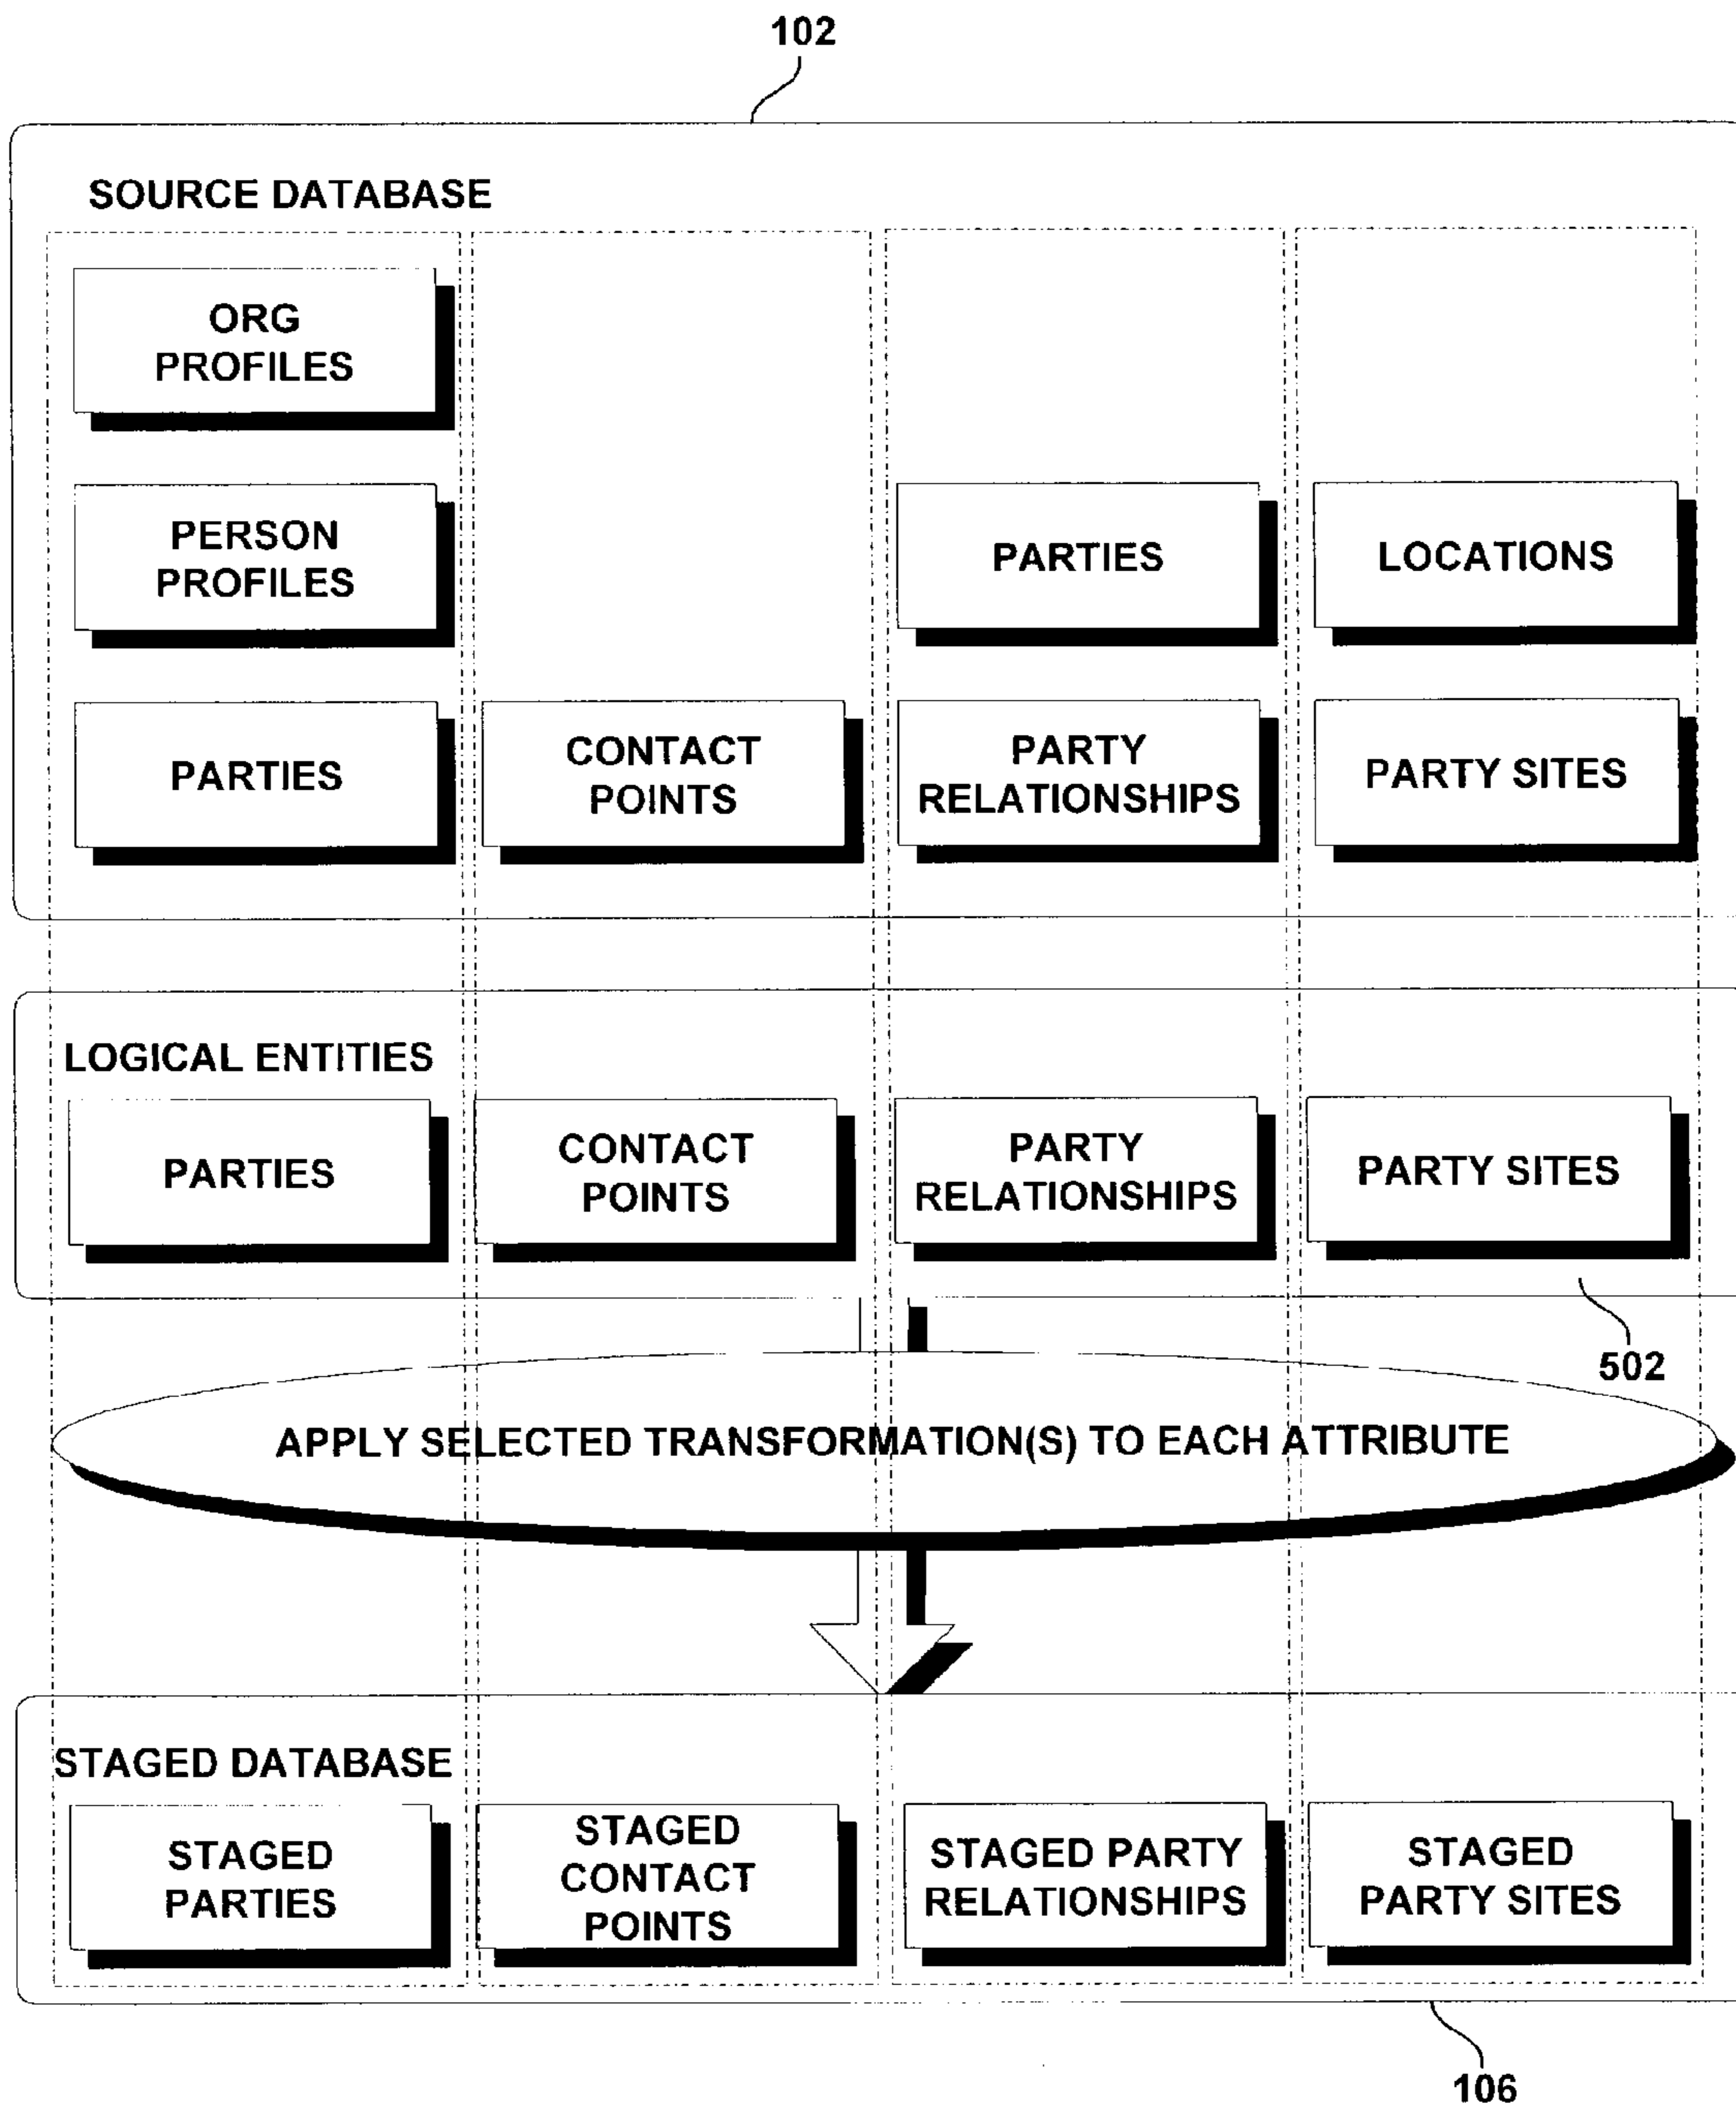 102
SOURCE DATABASE
ORG
PROFILES
PERSON
PROFILES
PARTIES
LOCATIONS
PARTIES
CONTACT
POINTS
PARTY
RELATIONSHIPS
PARTY SITES
LOGICAL ENTITIES
PARTIES
CONTACT
POINTS
PARTY
RELATIONSHIPS
PARTY SITES
502
APPLY SELECTED TRANSFORMATION(S) TO EACH ATTRIBUTE
STAGED DATABASE
STAGED
PARTIES
STAGED
CONTACT
POINTS
STAGED PARTY
RELATIONSHIPS
STAGED
PARTY SITES
106